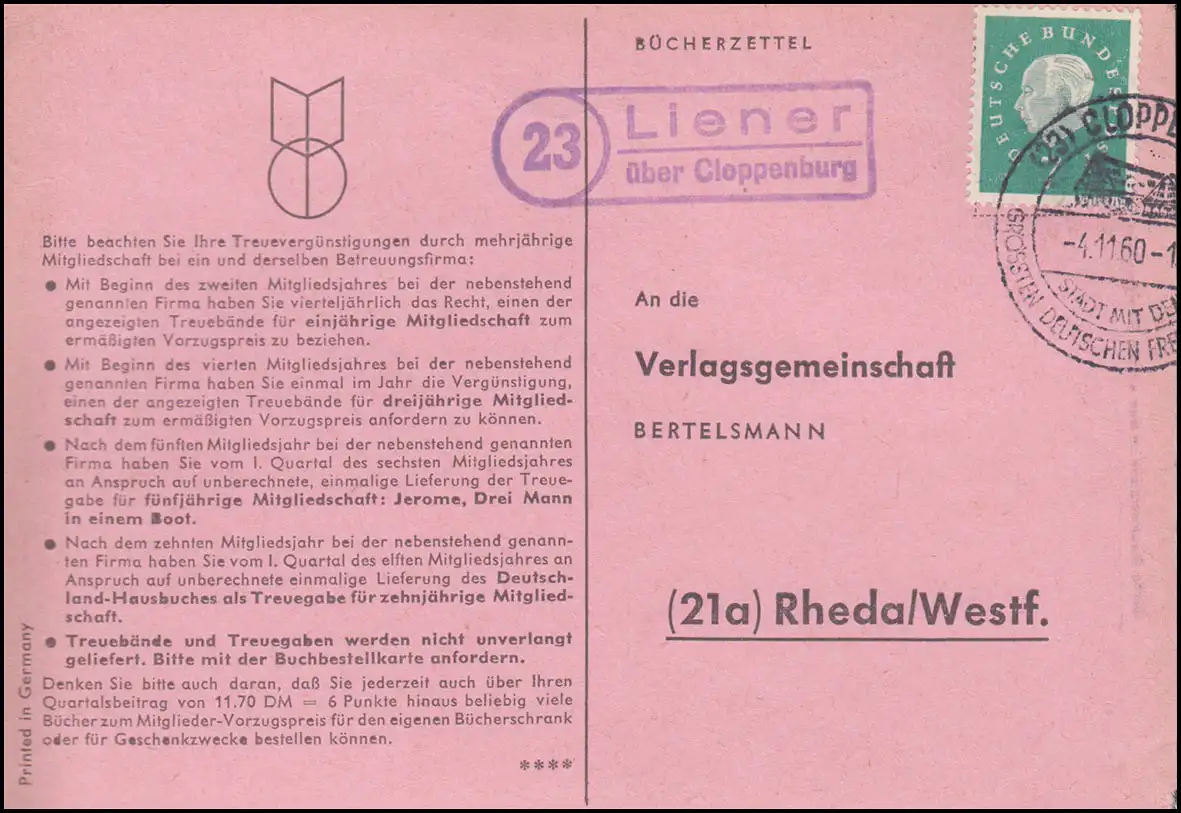 Bitte beachten Sie Ihre Treuevergünstigungen durch mehrjährige
Mitgliedschaft bei ein und derselben Betreuungsfirma:
● Mit Beginn des zweiten Mitgliedsjahres bei der nebenstehend
genannten Firma haben Sie vierteljährlich das Recht, einen der
angezeigten Treuebände für einjährige Mitgliedschaft zum
ermäßigten Vorzugspreis zu beziehen.
● Mit Beginn des vierten Mitgliedsjahres bei der nebenstehend
genannten Firma haben Sie einmal im Jahr die Vergünstigung,
einen der angezeigten Treuebände für dreijährige Mitglied-
schaft zum ermäßigten Vorzugspreis anfordern zu können.
● Nach dem fünften Mitgliedsjahr bei der nebenstehend genannten
Firma haben Sie vom I. Quartal des sechsten Mitgliedsjahres
an Anspruch auf unberechnete, einmalige Lieferung der Treue-
gabe für fünfjährige Mitgliedschaft: Jerome, Drei Mann
in einem Boot.
● Nach dem zehnten Mitgliedsjahr bei der nebenstehend genann-
ten Firma haben Sie vom I. Quartal des elften Mitgliedsjahres an
Anspruch auf unberechnete einmalige Lieferung des Deutsch-
land-Hausbuches als Treuegabe für zehnjährige Mitglied-
schaft.
● Treuebände und Treuegaben werden nicht unverlangt
geliefert. Bitte mit der Buchbestellkarte anfordern.
Denken Sie bitte auch daran, daß Sie jederzeit auch über Ihren
Quartalsbeitrag von 11.70 DM = 6 Punkte hinaus beliebig viele
Bücher zum Mitglieder-Vorzugspreis für den eigenen Bücherschrank
oder für Geschenkzwecke bestellen können.
****
Printed in Germany
BÜCHERZETTEL
23
Liener
über Cloppenburg
DEUTSCHE BUNDES
(23) CLOPPE
-4.11.60-1
STADT MIT DEM
GRÖSSTEN DEUTSCHEN FRE
An die
Verlagsgemeinschaft
BERTELSMANN
(21a) Rheda/Westf.